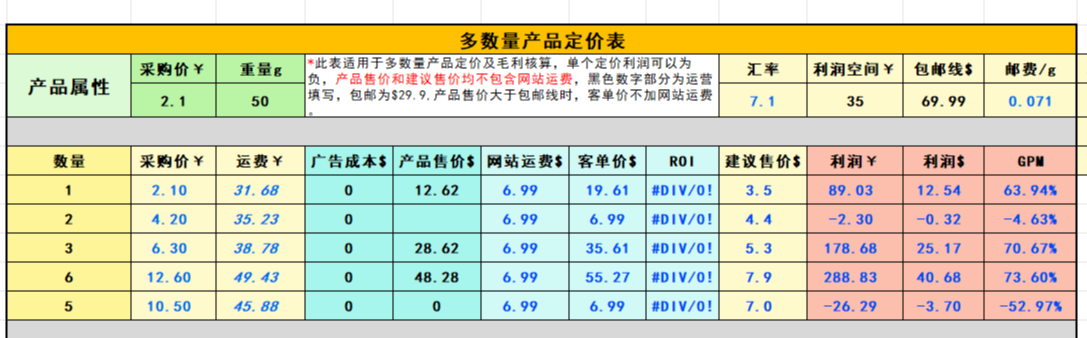 多数量产品定价表
产品属性 采购价¥ 重量g *此表适用于多数量产品定价及毛利核算，单个定价利润可以为 汇率 利润空间¥ 包邮线$ 邮费/g
负，产品售价和建议售价均不包含网站运费，黑色数字部分为运营
2.1 50 填写，包邮为$29.9,产品售价大于包邮线时，客单价不加网站运费 7.1 35 69.99 0.071
。
数量 采购价¥ 运费¥ 广告成本$ 产品售价$ 网站运费$ 客单价$ ROI 建议售价$ 利润¥ 利润$ GPM
1 2.10 31.68 0 12.62 6.99 19.61 #DIV/0! 3.5 89.03 12.54 63.94%
2 4.20 35.23 0 6.99 6.99 #DIV/0! 4.4 -2.30 -0.32 -4.63%
3 6.30 38.78 0 28.62 6.99 35.61 #DIV/0! 5.3 178.68 25.17 70.67%
6 12.60 49.43 0 48.28 6.99 55.27 #DIV/0! 7.9 288.83 40.68 73.60%
5 10.50 45.88 0 0 6.99 6.99 #DIV/0! 7.0 -26.29 -3.70 -52.97%